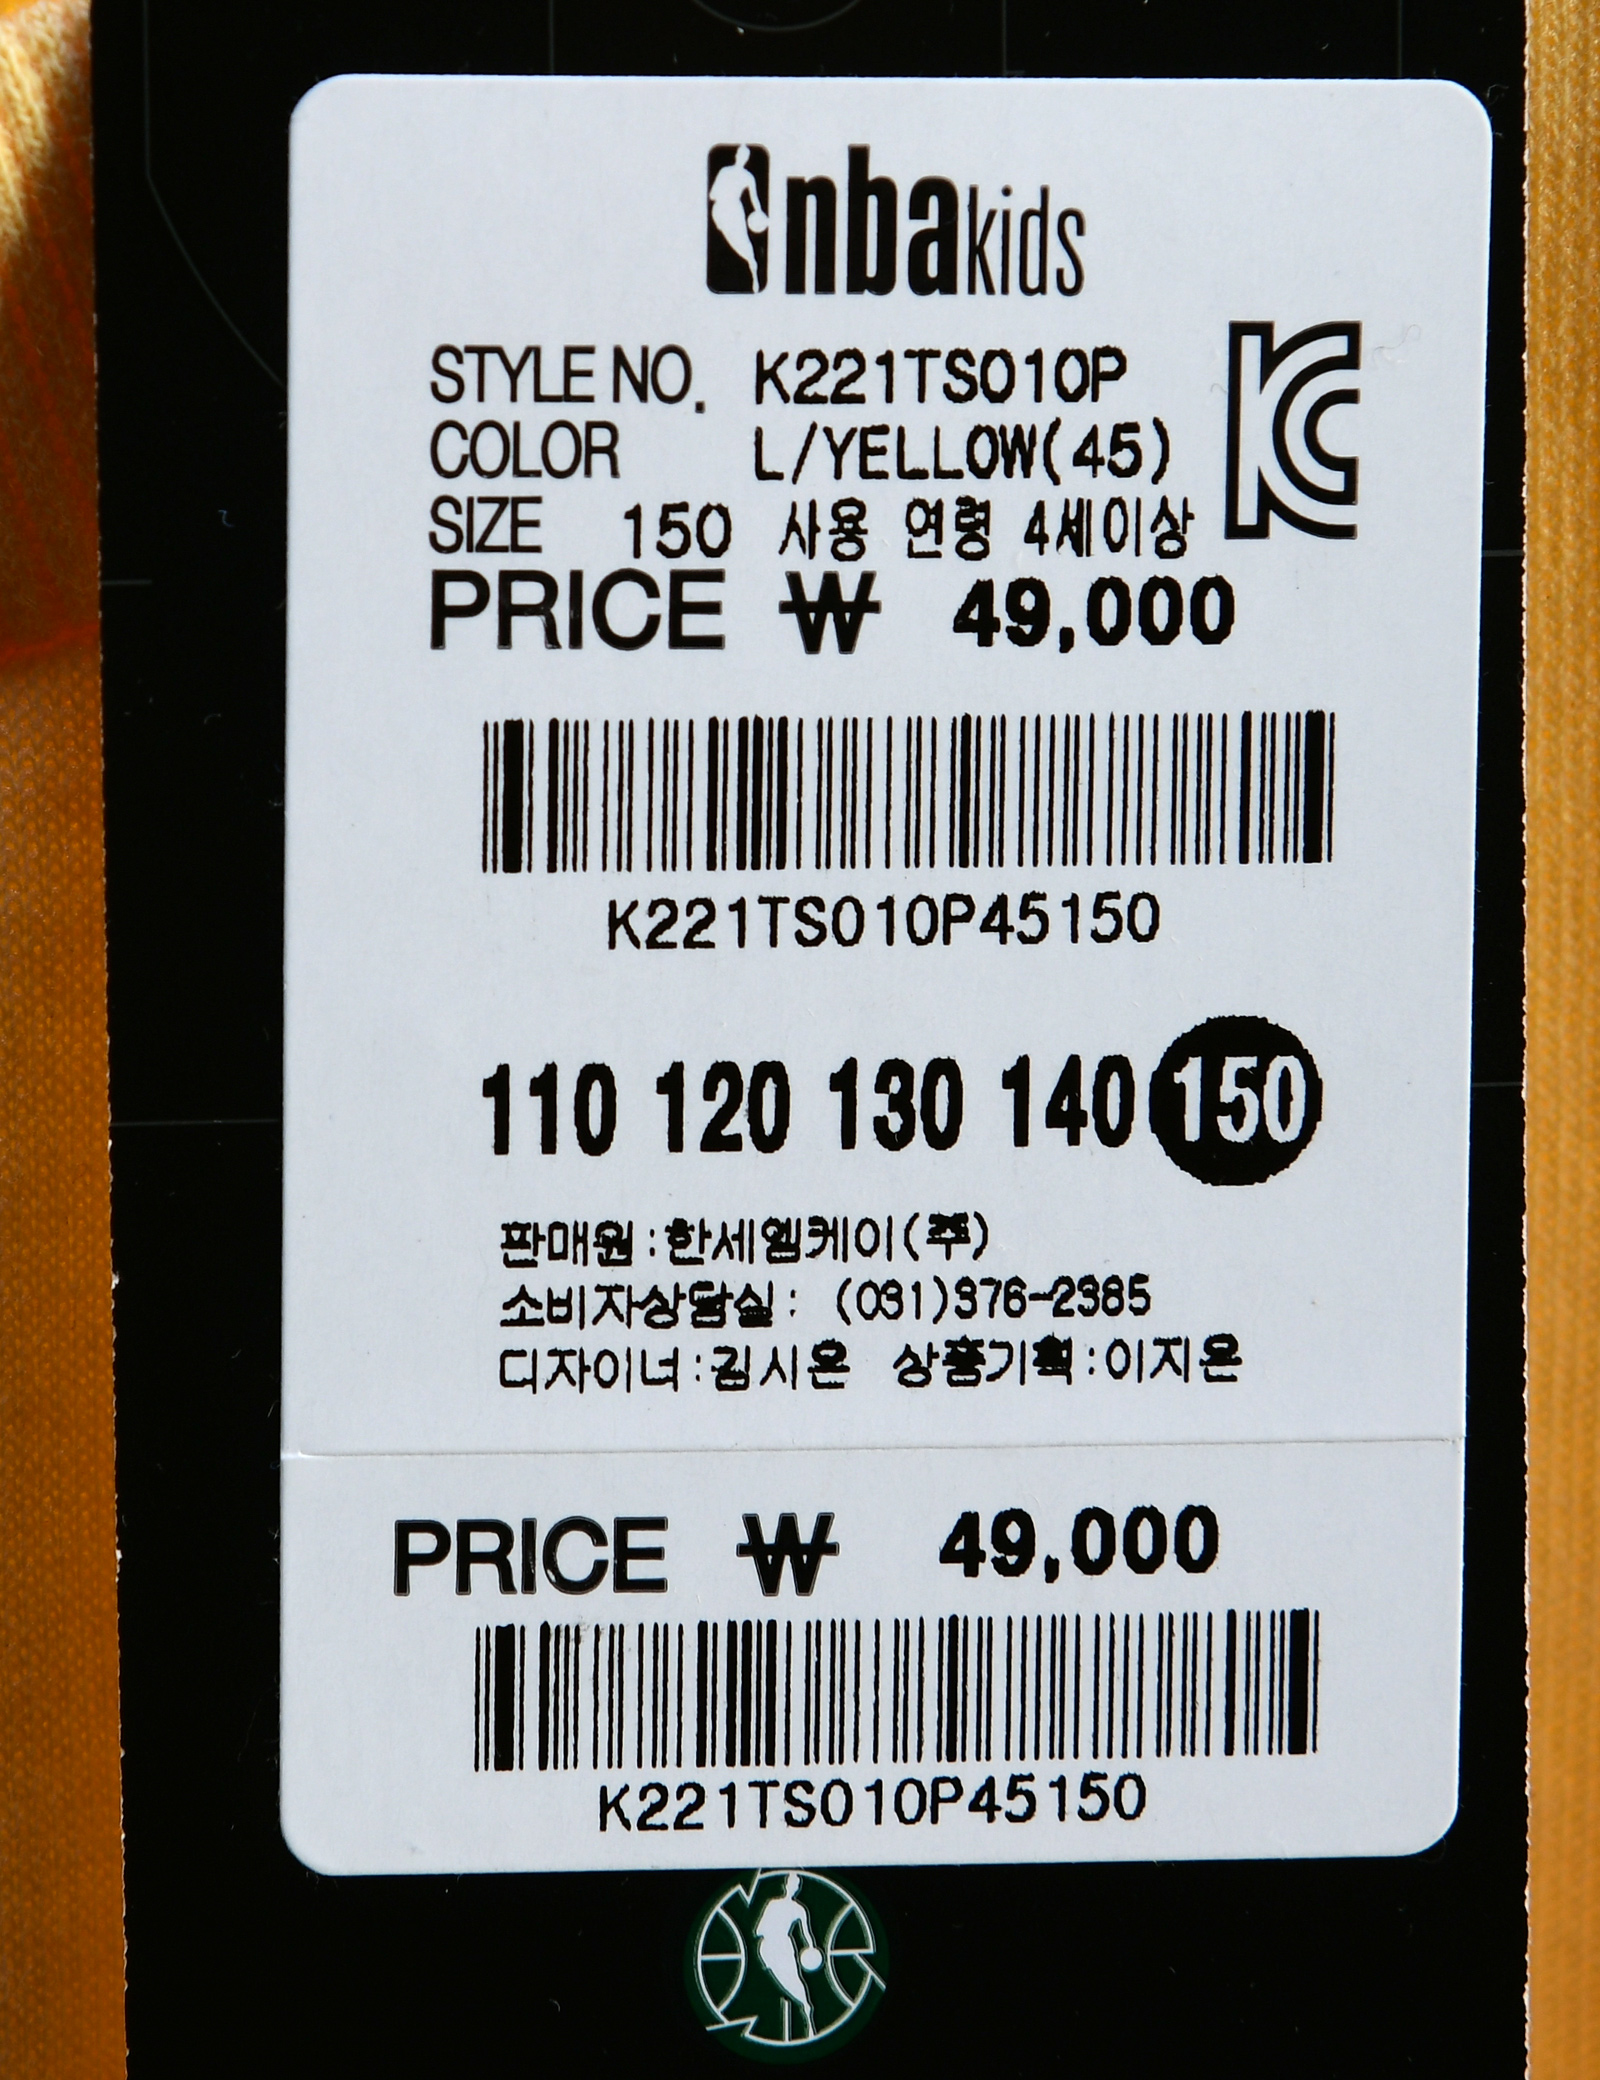 nbakids
STYLE NO. K221TS010P
COLOR L/YELLOW(45)
SIZE 150 사용 연령 4세이상
PRICE ₩ 49,000
K221TS010P45150
110 120 130 140 150
판매원:한세엠케이(주)
소비자상담실: (031)376-2385
디자이너:김시온 상품기획:이지은
PRICE ₩ 49,000
K221TS010P45150